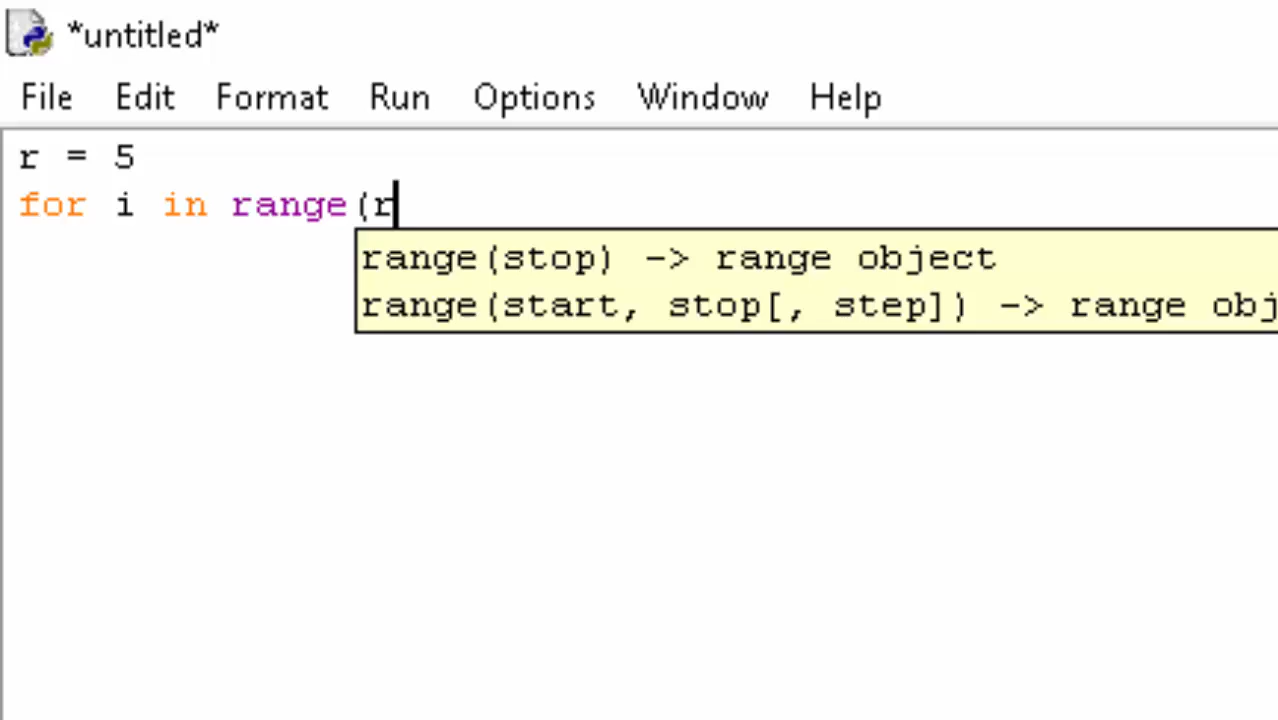 *untitled*
File Edit Format Run Options Window Help
r = 5
for i in range(r
range(stop) -> range object
range(start, stop[, step]) -> range obj